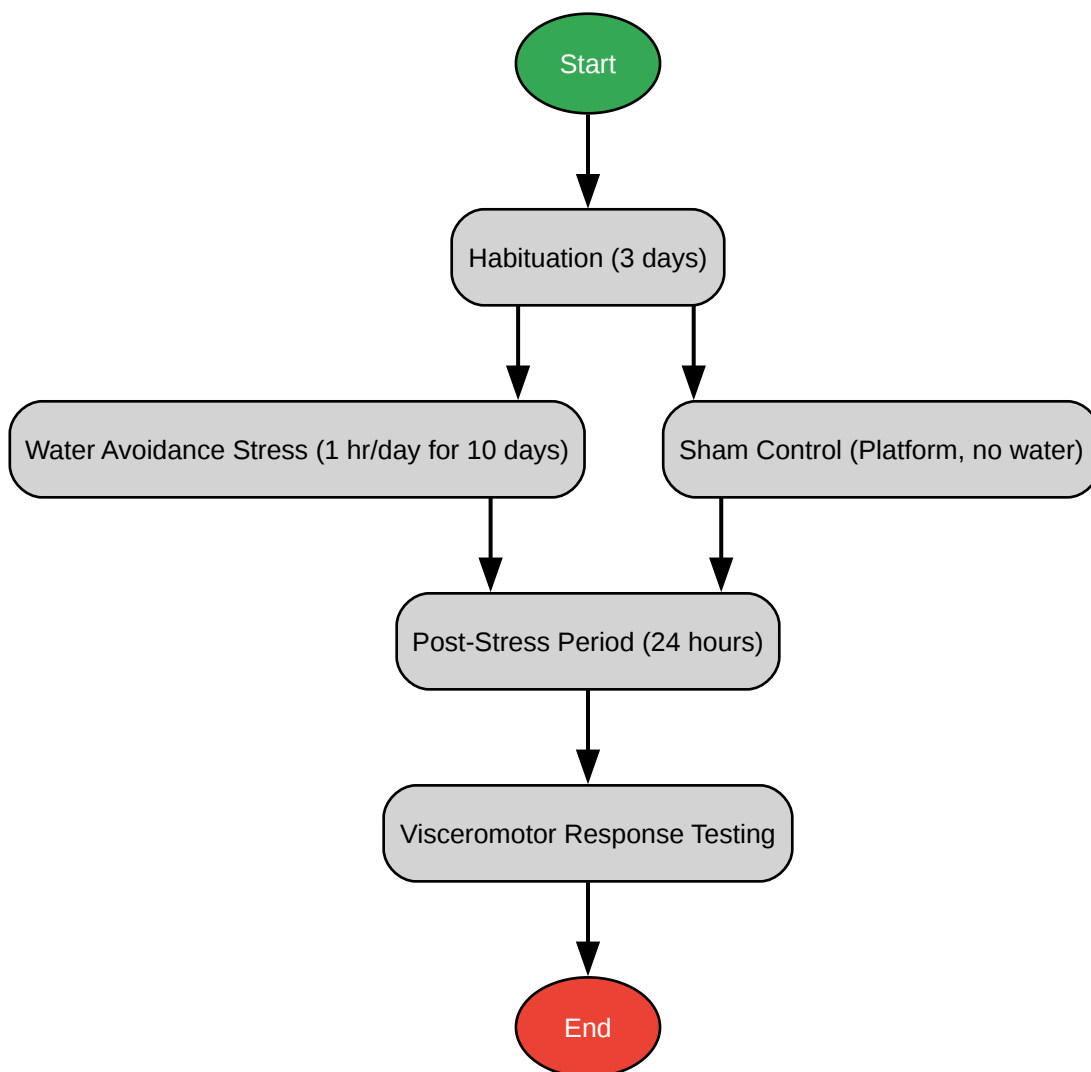 Start
Habituation (3 days)
Water Avoidance Stress (1 hr/day for 10 days)
Sham Control (Platform, no water)
Post-Stress Period (24 hours)
Visceromotor Response Testing
End